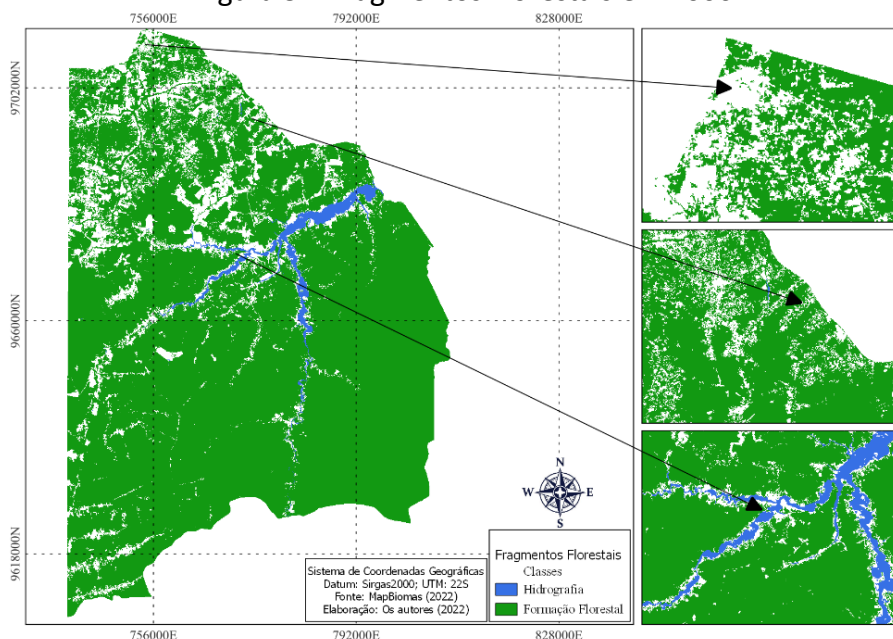 756000E 792000E 828000E
9702000N
9660000N
9618000N
N
W E
S
Sistema de Coordenadas Geográficas
Datum: Sirgas2000; UTM: 22S
Fonte: MapBiomas (2022)
Elaboração: Os autores (2022)
Fragmentos Florestais
Classes
Hidrografia
Formação Florestal
756000E 792000E 828000E